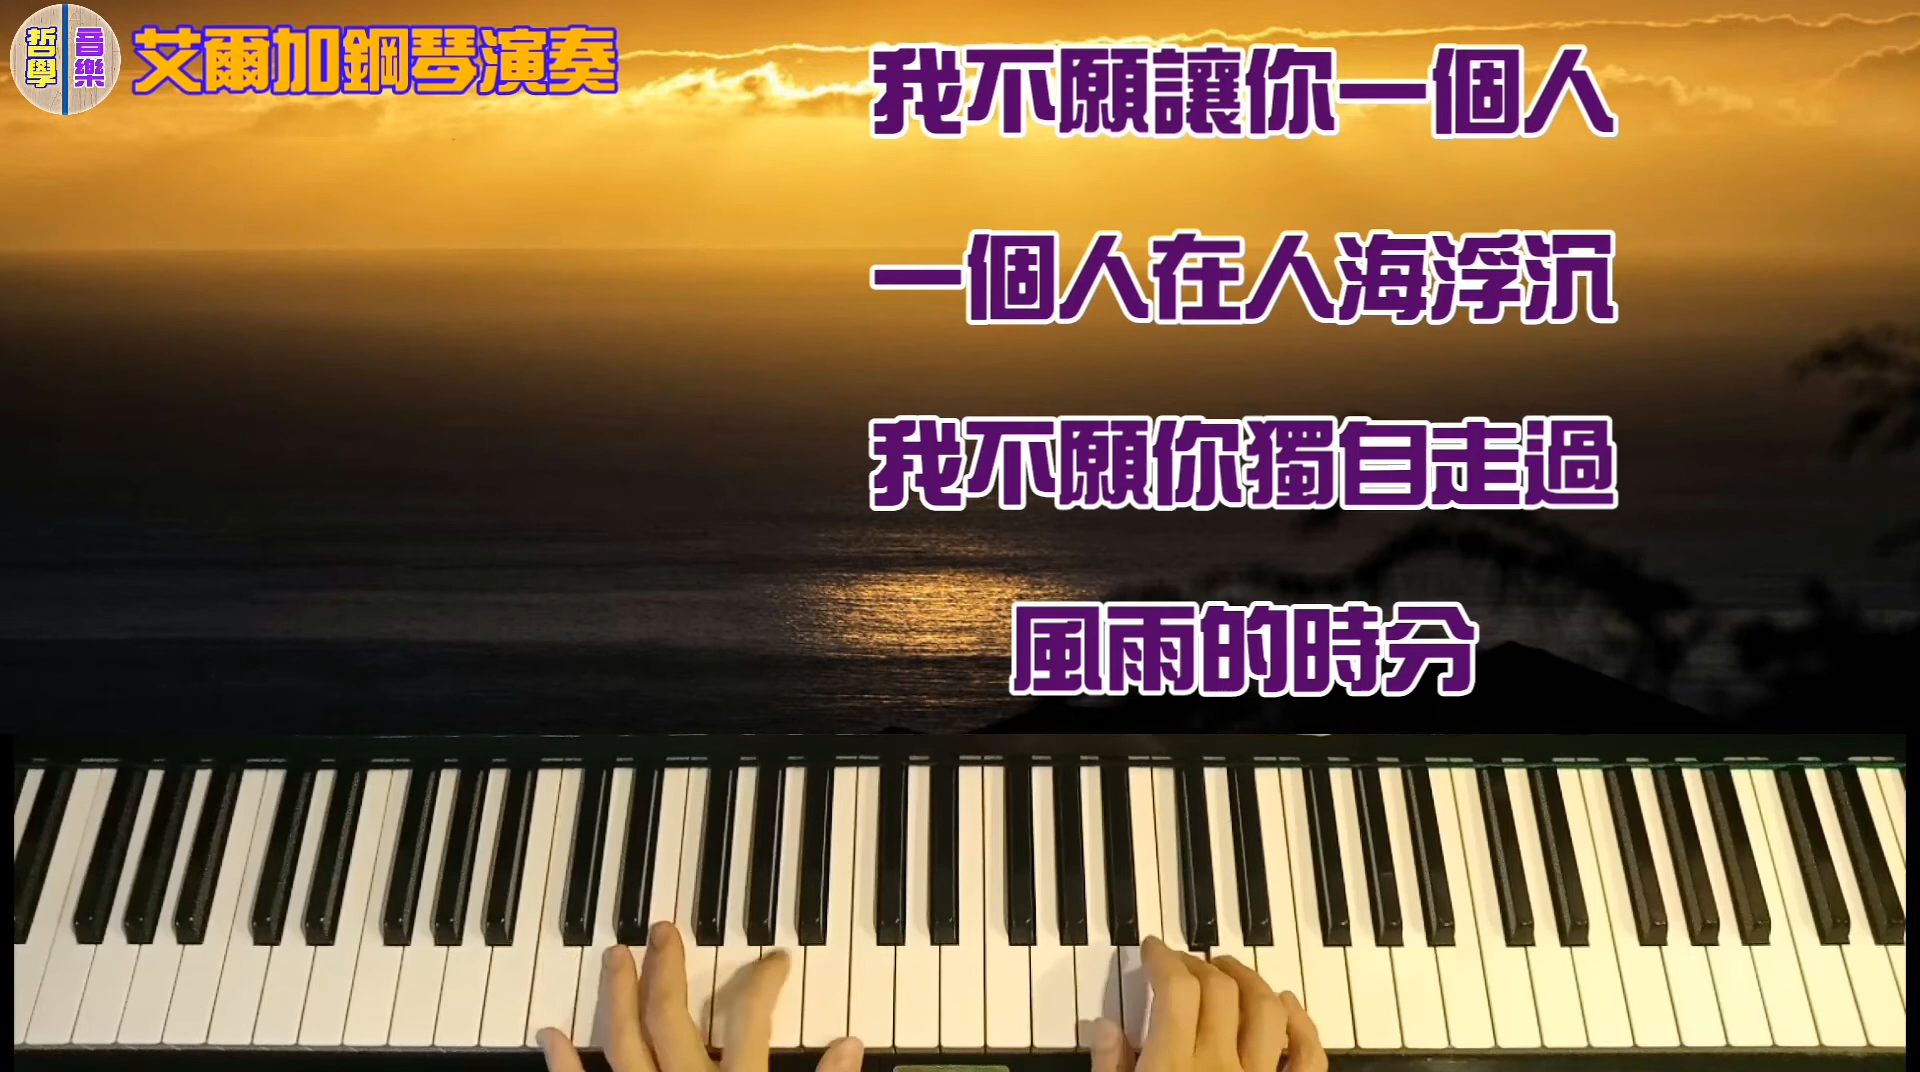 哲學 音樂
艾爾加鋼琴演奏
我不願讓你一個人
一個人在人海浮沉
我不願你獨自走過
風雨的時分